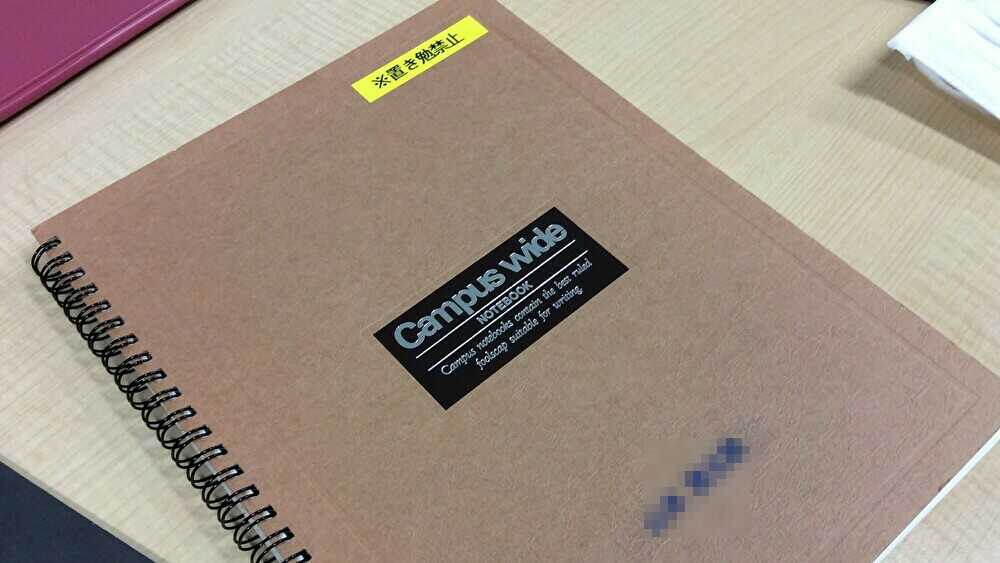 ※置き勉禁止
Campus wide
NOTEBOOK
Campus notebooks contain the best ruled
foolscap suitable for writing.